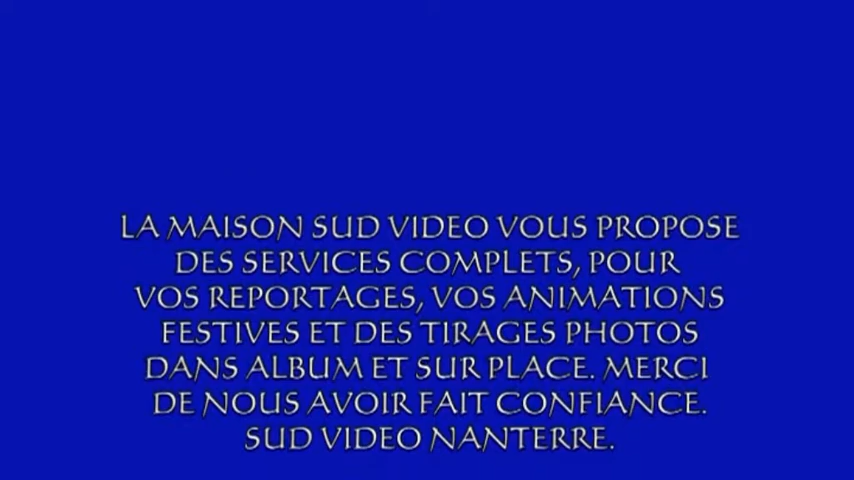 LA MAISON SUD VIDEO VOUS PROPOSE
DES SERVICES COMPLETS, POUR
VOS REPORTAGES, VOS ANIMATIONS
FESTIVES ET DES TIRAGES PHOTOS
DANS ALBUM ET SUR PLACE. MERCI
DE NOUS AVOIR FAIT CONFIANCE.
SUD VIDEO NANTERRE.